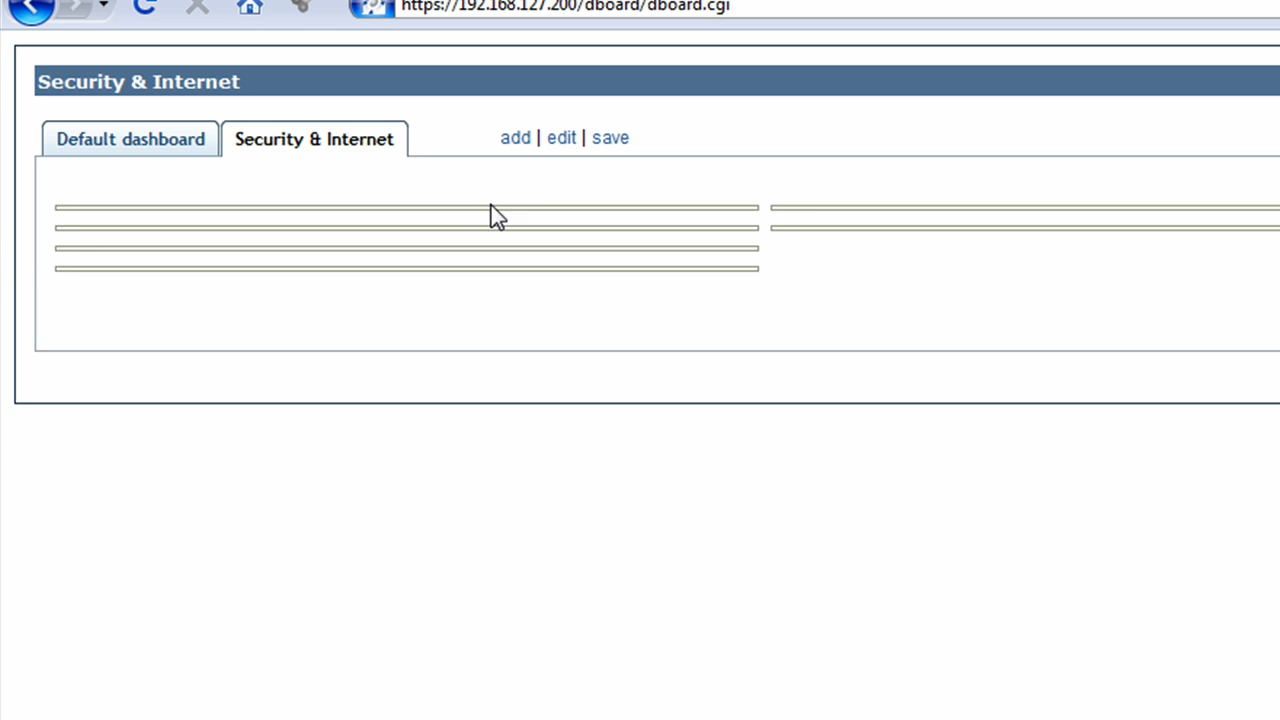 https://192.168.127.200/dboard/dboard.cgi
Security & Internet
Default dashboard Security & Internet add | edit | save